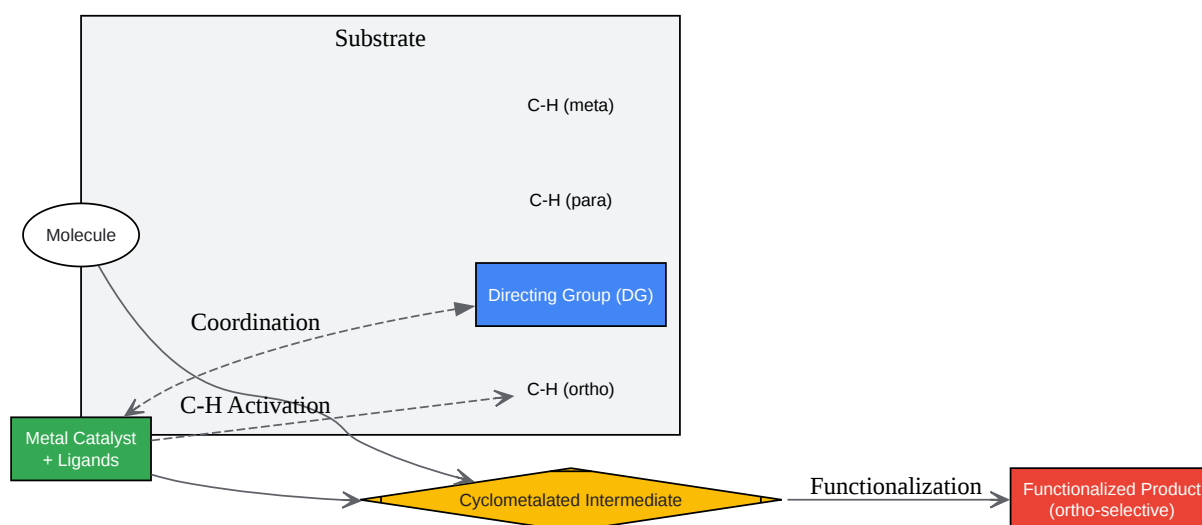 Substrate
C-H (meta)
C-H (para)
Molecule
Directing Group (DG)
Coordination
C-H (ortho)
C-H Activation
Metal Catalyst
+ Ligands
Cyclometalated Intermediate
Functionalization
Functionalized Product
(ortho-selective)